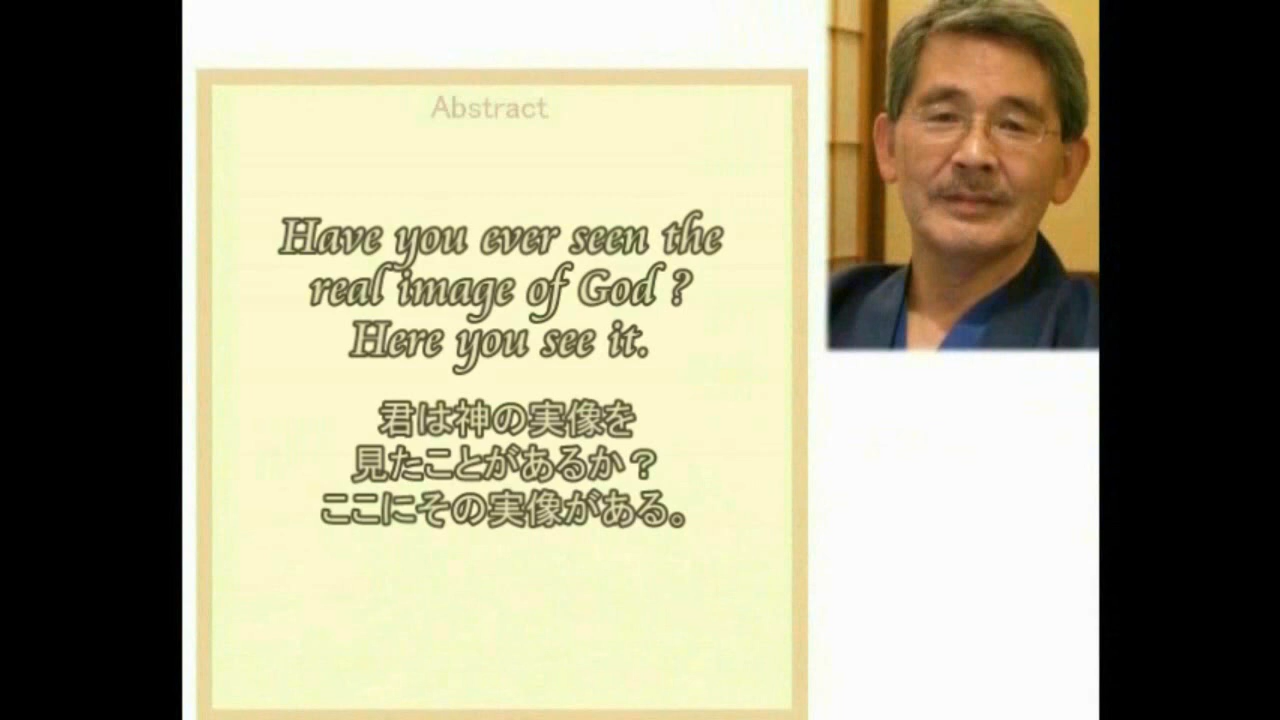 Abstract
Have you ever seen the
real image of God ?
Here you see it.
君は神の実像を
見たことがあるか？
ここにその実像がある。